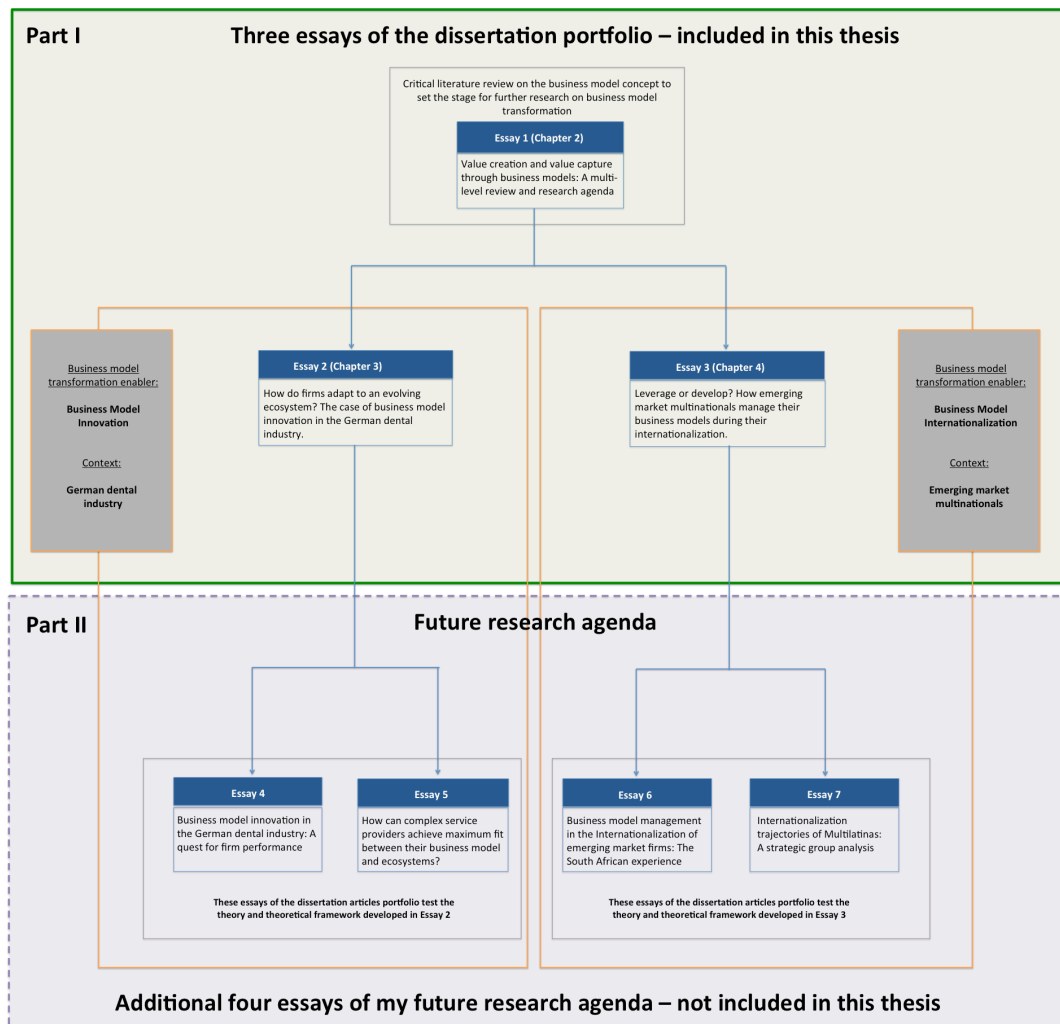 Part I
Three essays of the dissertation portfolio – included in this thesis
Critical literature review on the business model concept to
set the stage for further research on business model
transformation
Essay 1 (Chapter 2)
Value creation and value capture
through business models: A multi-
level review and research agenda
Business model
transformation enabler:
Business Model
Innovation
Context:
German dental
industry
Essay 2 (Chapter 3)
How do firms adapt to an evolving
ecosystem? The case of business model
innovation in the German dental
industry.
Essay 3 (Chapter 4)
Leverage or develop? How emerging
market multinationals manage their
business models during their
internationalization.
Business model
transformation enabler:
Business Model
Internationalization
Context:
Emerging market
multinationals
Part II
Future research agenda
Essay 4
Business model innovation in
the German dental industry: A
quest for firm performance
Essay 5
How can complex service
providers achieve maximum fit
between their business model
and ecosystems?
These essays of the dissertation articles portfolio test the
theory and theoretical framework developed in Essay 2
Essay 6
Business model management
in the Internationalization of
emerging market firms: The
South African experience
Essay 7
Internationalization
trajectories of Multilatinas:
A strategic group analysis
These essays of the dissertation articles portfolio test the
theory and theoretical framework developed in Essay 3
Additional four essays of my future research agenda – not included in this thesis